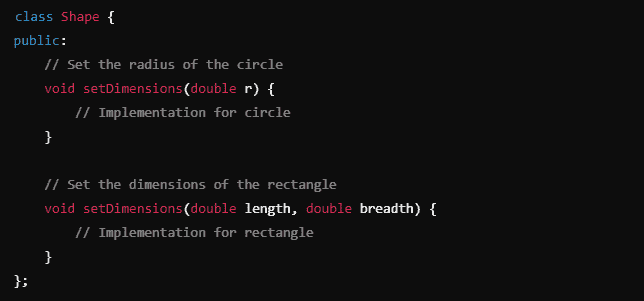 class Shape {
public:
    // Set the radius of the circle
    void setDimensions(double r) {
        // Implementation for circle
    }

    // Set the dimensions of the rectangle
    void setDimensions(double length, double breadth) {
        // Implementation for rectangle
    }
};